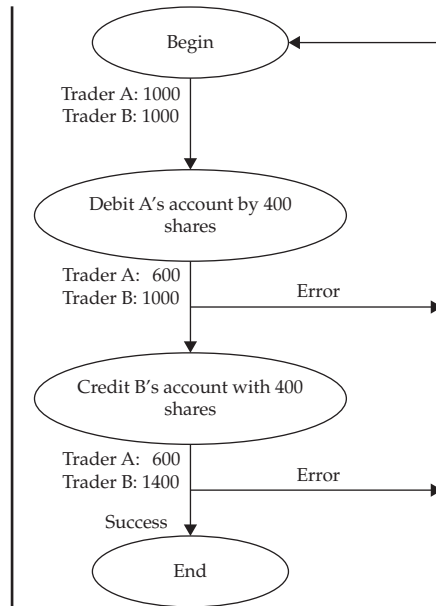 Begin
Trader A: 1000
Trader B: 1000
Debit A's account by 400
shares
Trader A: 600
Trader B: 1000
Error
Credit B's account with 400
shares
Trader A: 600
Trader B: 1400
Error
Success
End